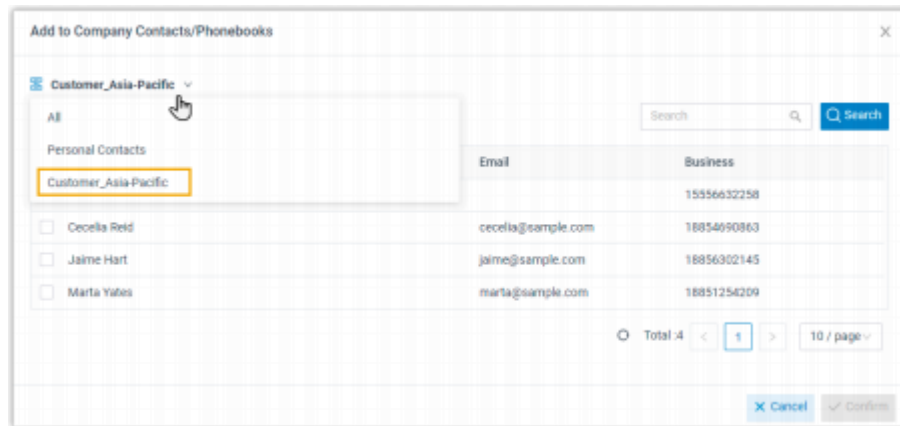 Add to Company Contacts/Phonebooks
Customer_Asia-Pacific
All
Search Search
Personal Contacts
Email Business
Customer_Asia-Pacific
15556632258
Cecelia Reid cecelia@sample.com 18854690863
Jaime Hart jaime@sample.com 18856302145
Marta Yates marta@sample.com 18851254209
Total :4 < 1 > 10 / page
Cancel Confirm